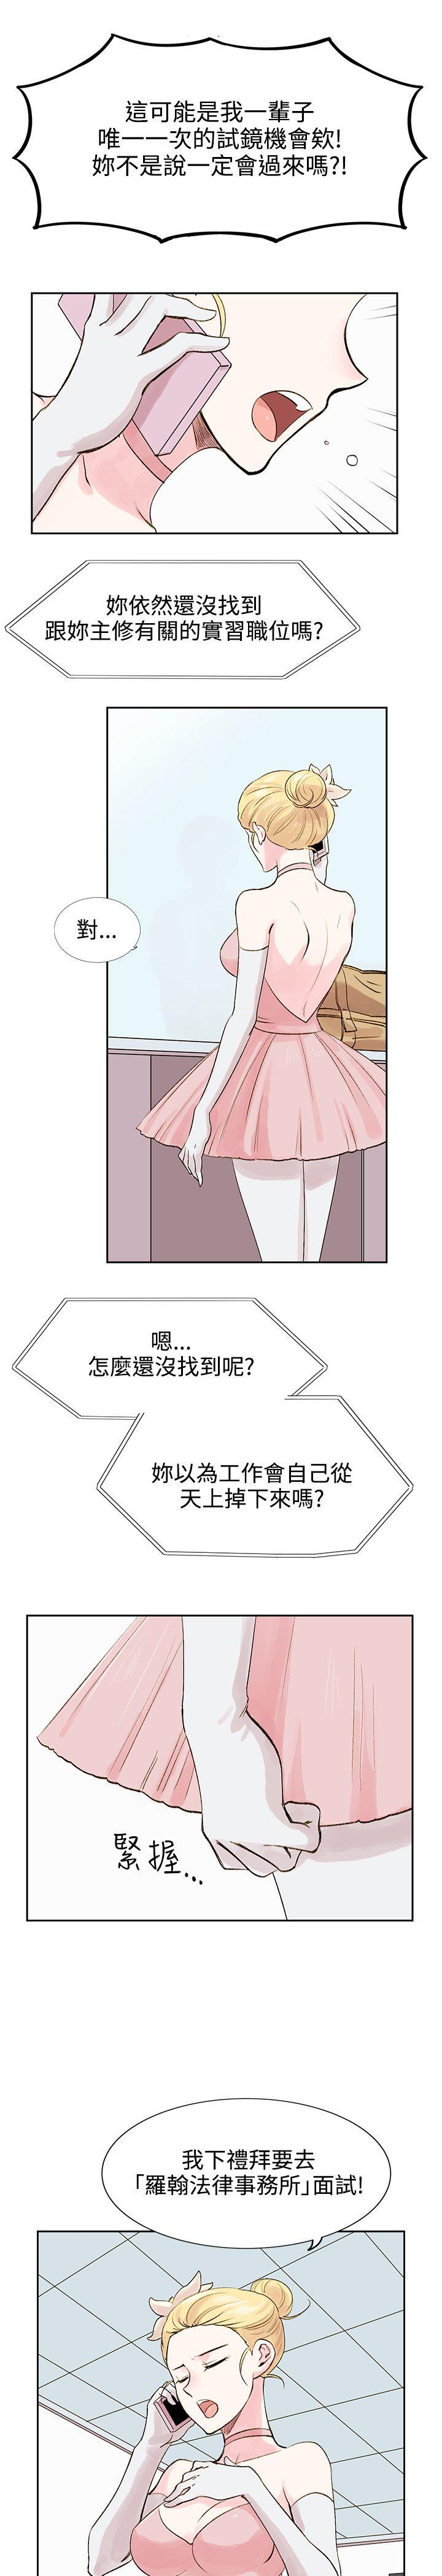 這可能是我一輩子
唯一一次的試鏡機會欸!
妳不是說一定會過來嗎?!
妳依然還沒找到
跟妳主修有關的實習職位嗎?
對...
嗯...
怎麼還沒找到呢?
妳以為工作會自己從
天上掉下來嗎?
緊握...
我下禮拜要去
「羅翰法律事務所」面試!